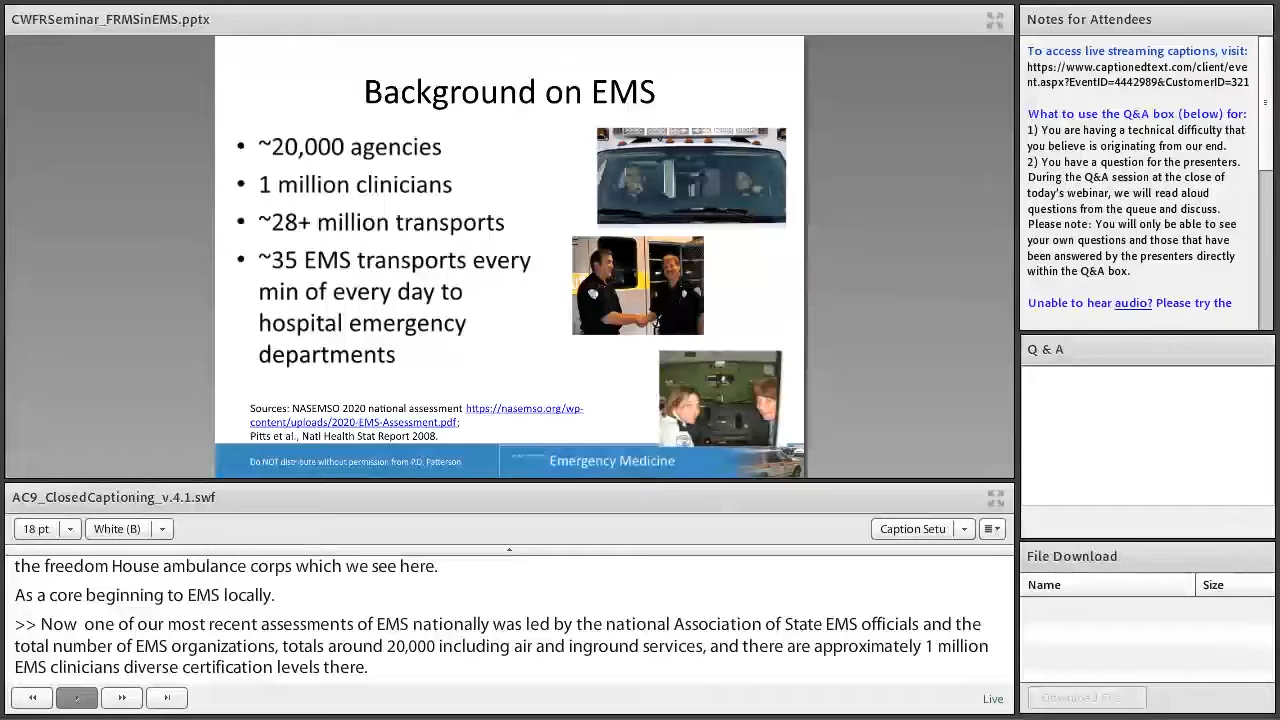 CWFRSeminar_FRMSinEMS.pptx
Background on EMS
• ~20,000 agencies
• 1 million clinicians
• ~28+ million transports
• ~35 EMS transports every
min of every day to
hospital emergency
departments
Sources: NASEMSO 2020 national assessment https://nasemso.org/wp-
content/uploads/2020-EMS-Assessment.pdf;
Pitts et al., Natl Health Stat Report 2008.
Do NOT distribute without permission from P.D. Patterson
Emergency Medicine
AC9_ClosedCaptioning_v.4.1.swf
18 pt
White (B)
Caption Setu
the freedom House ambulance corps which we see here.
As a core beginning to EMS locally.
>> Now  one of our most recent assessments of EMS nationally was led by the national Association of State EMS officials and the
total number of EMS organizations, totals around 20,000 including air and inground services, and there are approximately 1 million
EMS clinicians diverse certification levels there.
Live
Notes for Attendees
To access live streaming captions, visit:
https://www.captionedtext.com/client/eve
nt.aspx?EventID=4442989&CustomerID=321
What to use the Q&A box (below) for:
1) You are having a technical difficulty that
you believe is originating from our end.
2) You have a question for the presenters.
During the Q&A session at the close of
today's webinar, we will read aloud
questions from the queue and discuss.
Please note: You will only be able to see
your own questions and those that have
been answered by the presenters directly
within the Q&A box.
Unable to hear audio? Please try the
Q & A
File Download
Name
Size
Download File